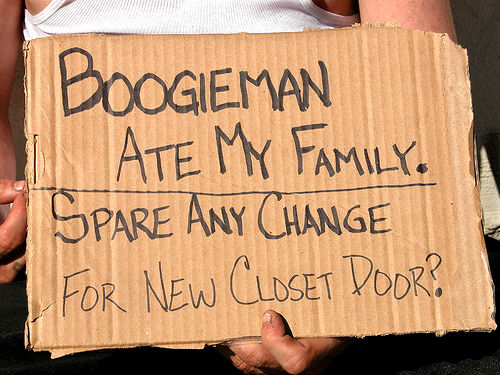 BOOGIEMAN
ATE MY FAMILY.
SPARE ANY CHANGE
FOR NEW CLOSET DOOR?